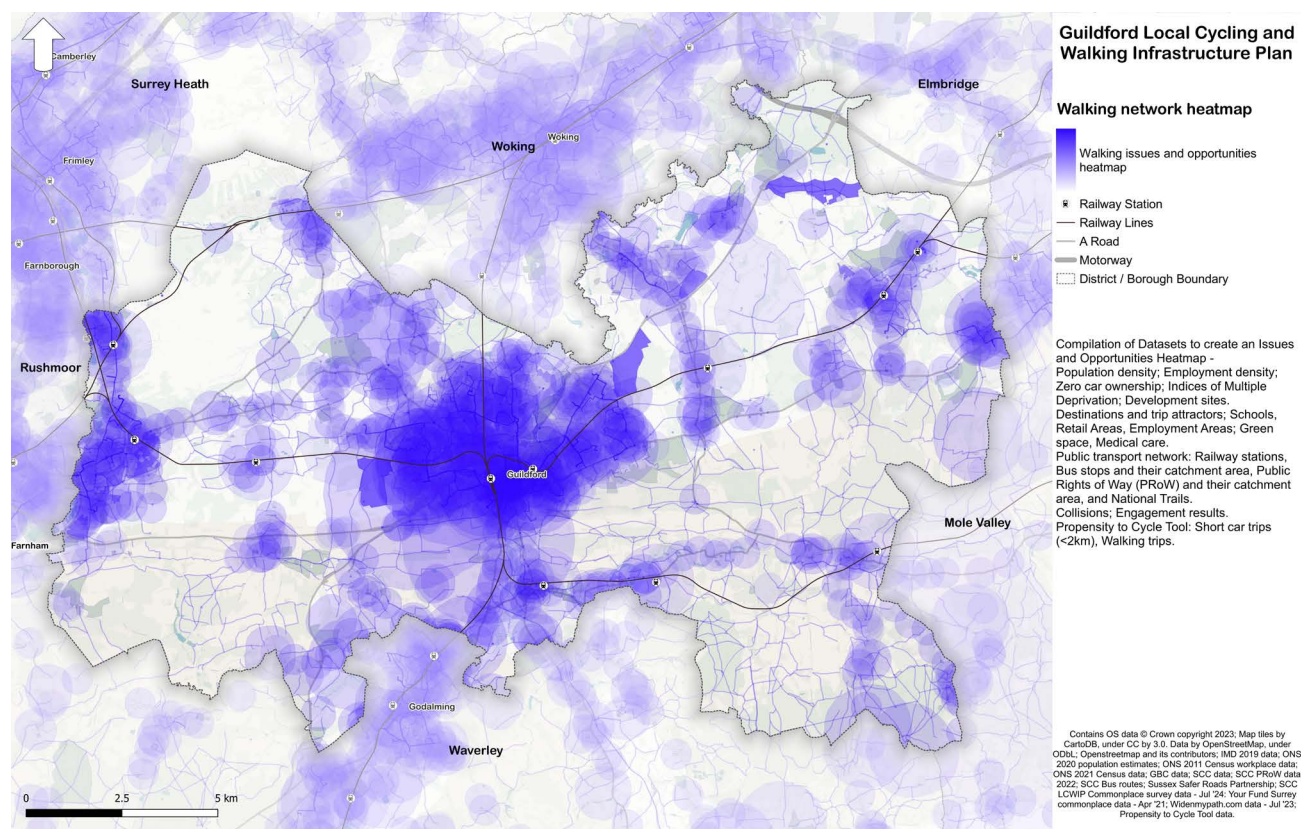 Guildford Local Cycling and
Walking Infrastructure Plan
Walking network heatmap
Walking issues and opportunities
heatmap
Railway Station
Railway Lines
A Road
Motorway
District / Borough Boundary
Compilation of Datasets to create an Issues
and Opportunities Heatmap -
Population density; Employment density;
Zero car ownership; Indices of Multiple
Deprivation; Development sites.
Destinations and trip attractors; Schools,
Retail Areas, Employment Areas; Green
space, Medical care.
Public transport network: Railway stations,
Bus stops and their catchment area, Public
Rights of Way (PRoW) and their catchment
area, and National Trails.
Collisions; Engagement results.
Propensity to Cycle Tool: Short car trips
(<2km), Walking trips.
Contains OS data © Crown copyright 2023; Map tiles by
CartoDB, under CC by 3.0. Data by OpenStreetMap, under
ODbL; Openstreetmap and its contributors; IMD 2019 data; ONS
2020 population estimates; ONS 2011 Census workplace data;
ONS 2021 Census data; GBC data; SCC data; SCC PRoW data
2022; SCC Bus routes; Sussex Safer Roads Partnership; SCC
LCWIP Commonplace survey data - Jul '24: Your Fund Surrey
commonplace data - Apr '21; Widenmypath.com data - Jul '23;
Propensity to Cycle Tool data.
Camberley
Surrey Heath
Elmbridge
Woking
Woking
Frimley
Farnborough
Rushmoor
Guildford
Mole Valley
Farnham
Godalming
Waverley
0 2.5 5 km